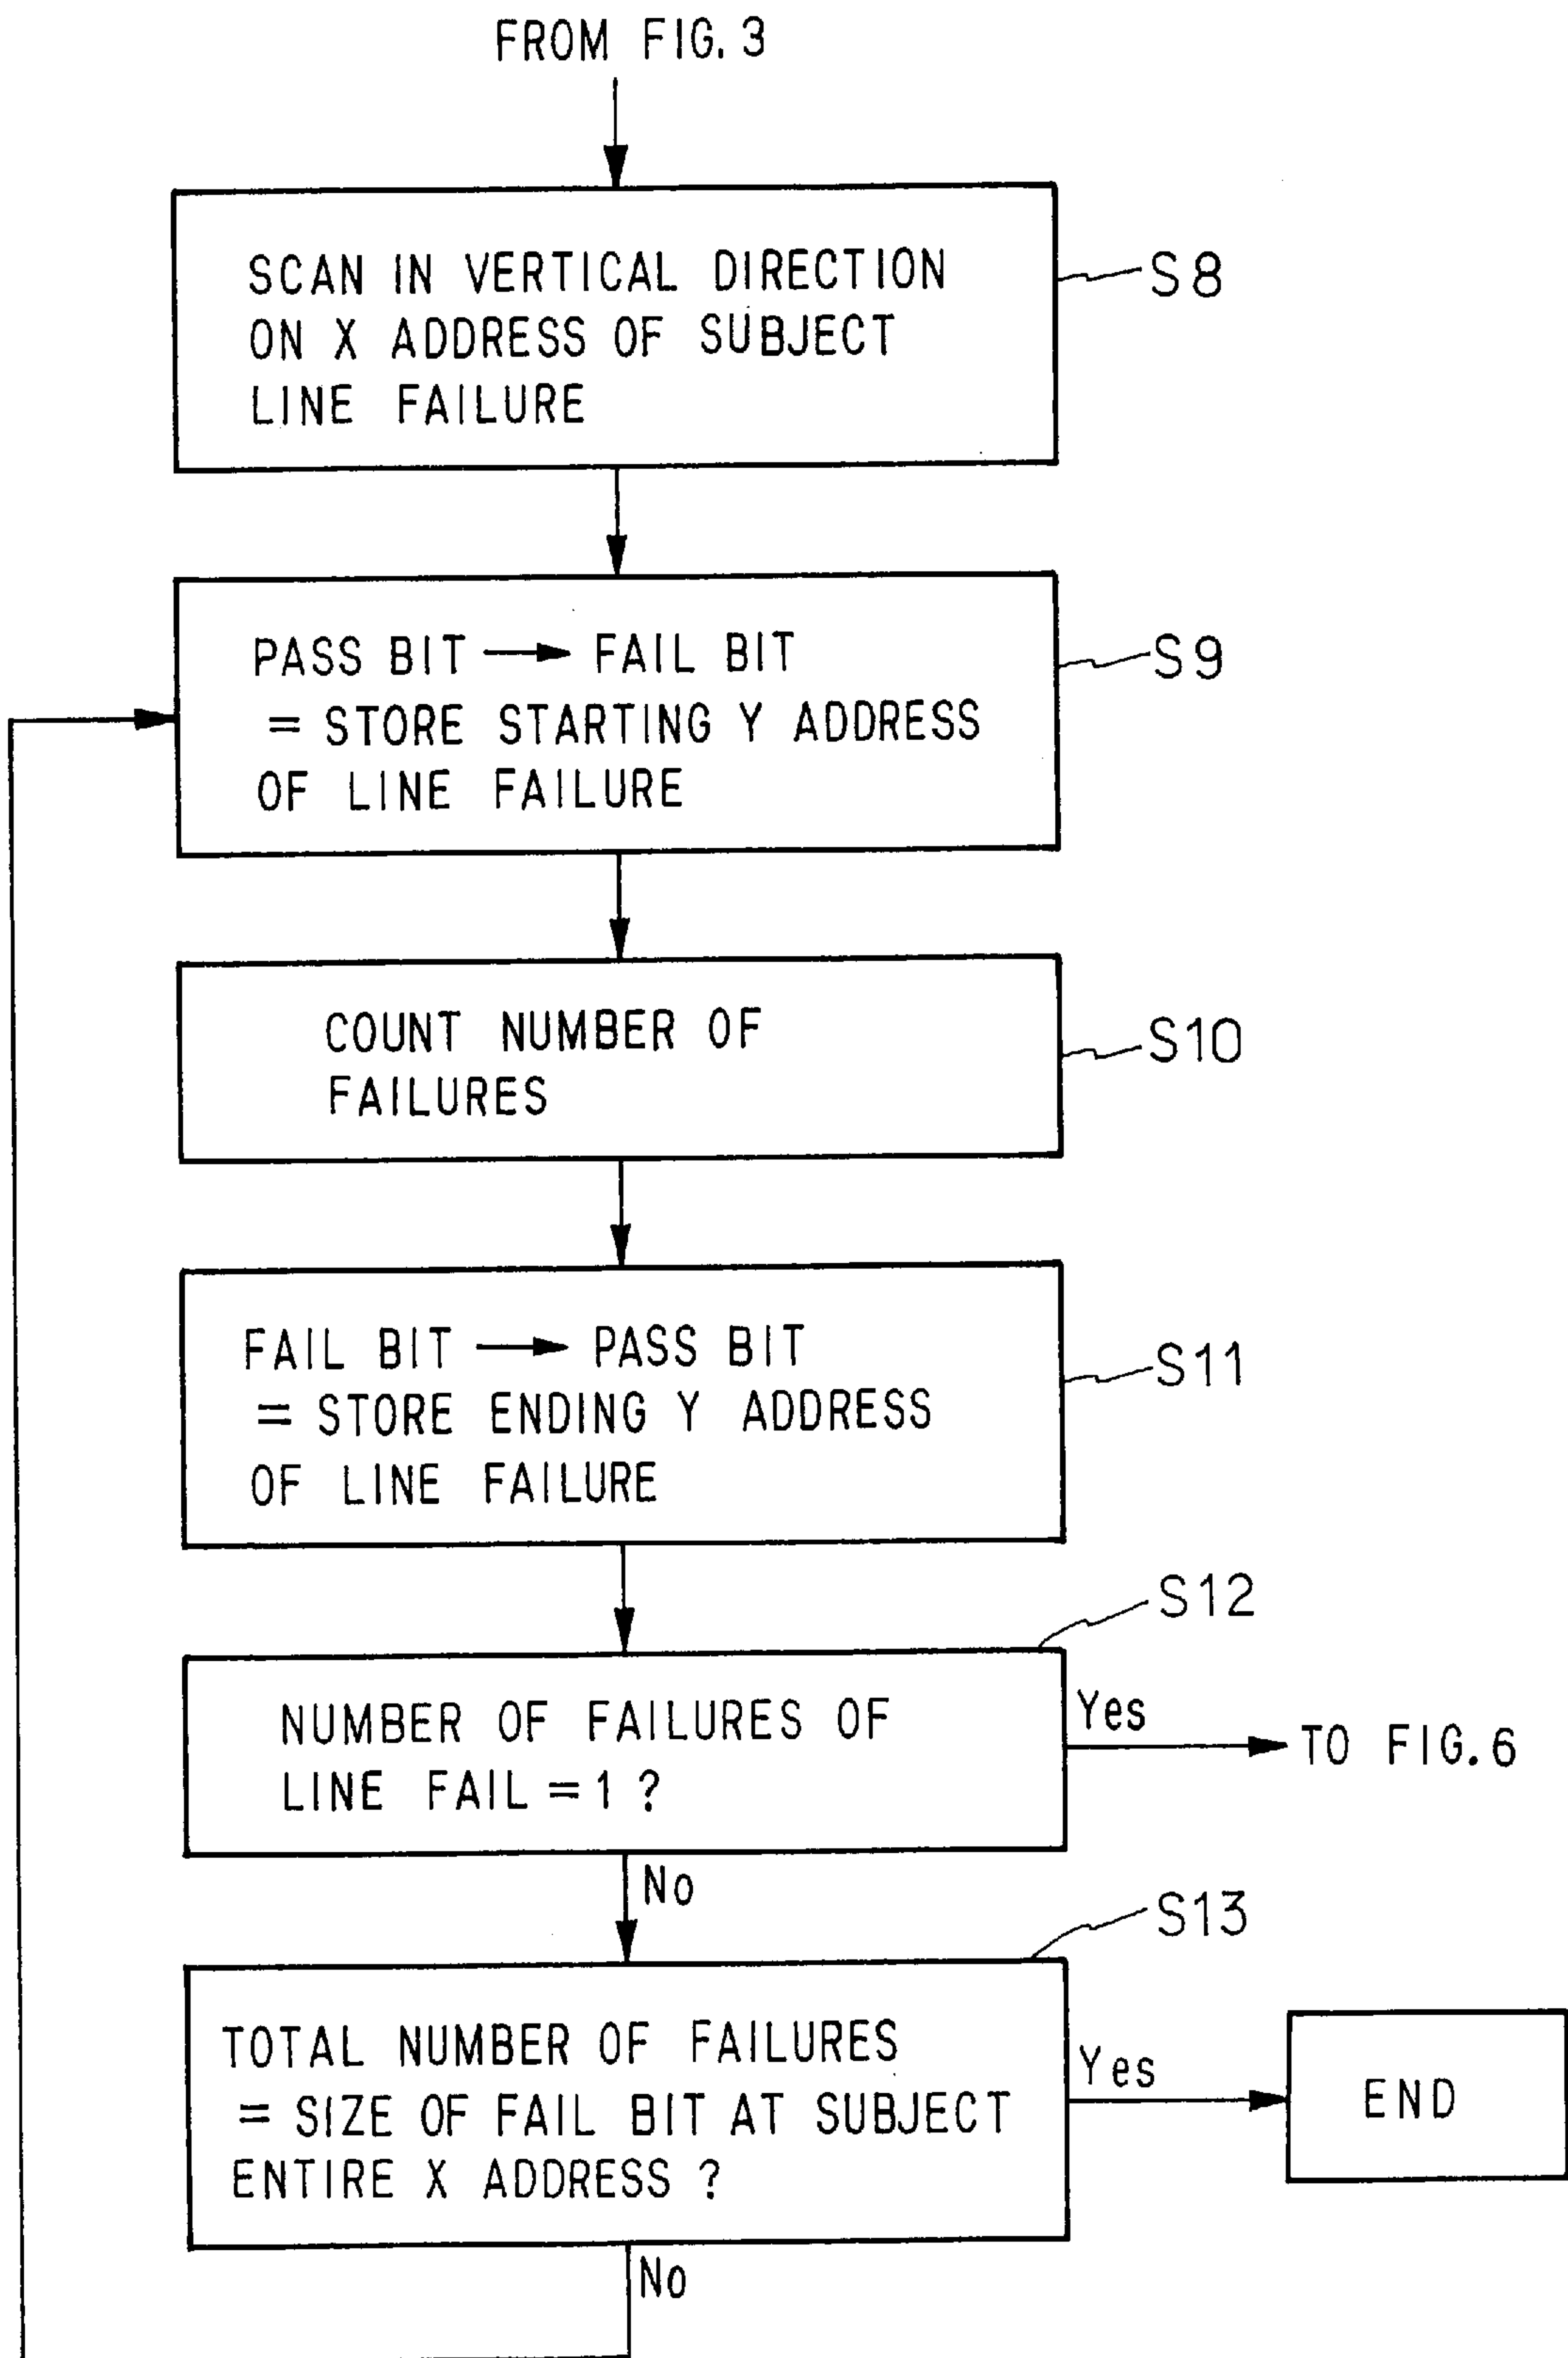 FROM FIG. 3
SCAN IN VERTICAL DIRECTION
ON X ADDRESS OF SUBJECT
LINE FAILURE
S8
PASS BIT → FAIL BIT
= STORE STARTING Y ADDRESS
OF LINE FAILURE
S9
COUNT NUMBER OF
FAILURES
S10
FAIL BIT → PASS BIT
= STORE ENDING Y ADDRESS
OF LINE FAILURE
S11
S12
NUMBER OF FAILURES OF
LINE FAIL = 1 ?
Yes
TO FIG. 6
No
S13
TOTAL NUMBER OF FAILURES
= SIZE OF FAIL BIT AT SUBJECT
ENTIRE X ADDRESS ?
Yes
END
No